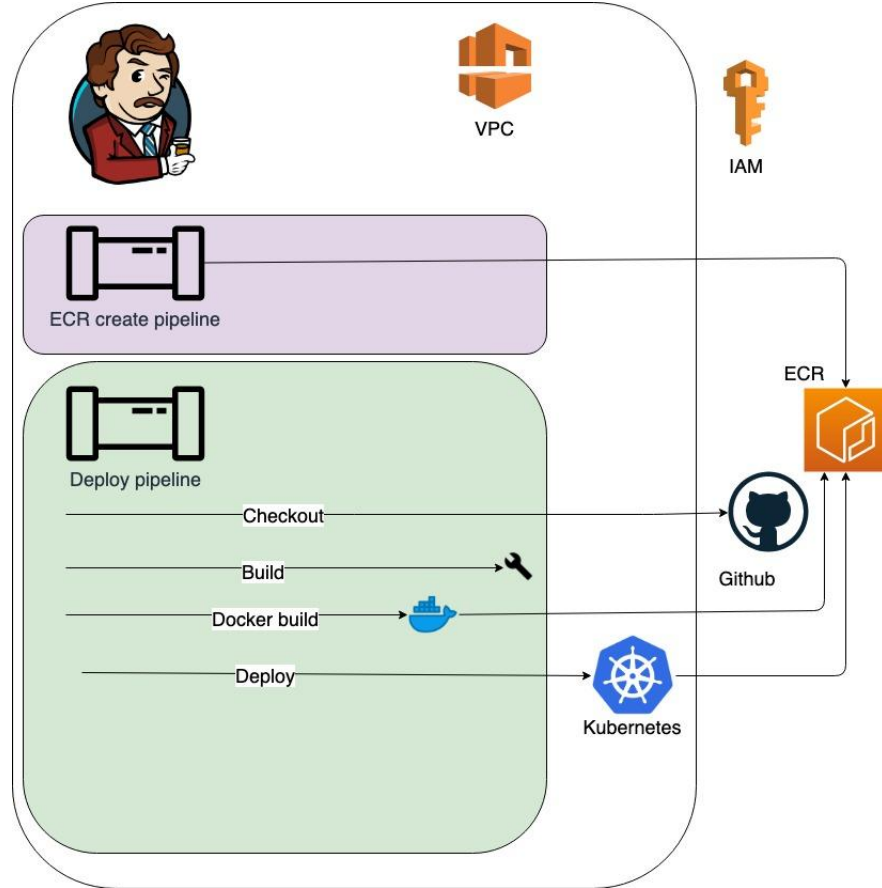 VPC
IAM
ECR create pipeline
ECR
Deploy pipeline
Checkout
Build
Github
Docker build
Deploy
Kubernetes